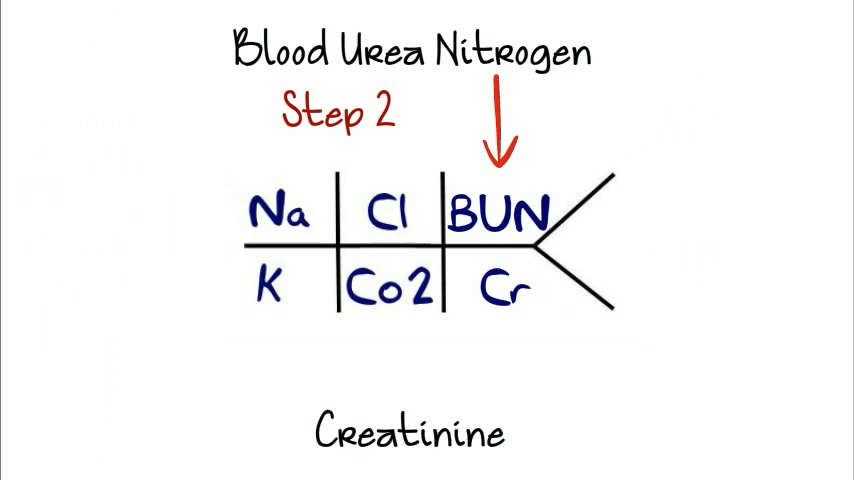 Blood Urea Nitrogen
Step 2
Na Cl BUN
K Co2 Cr
Creatinine